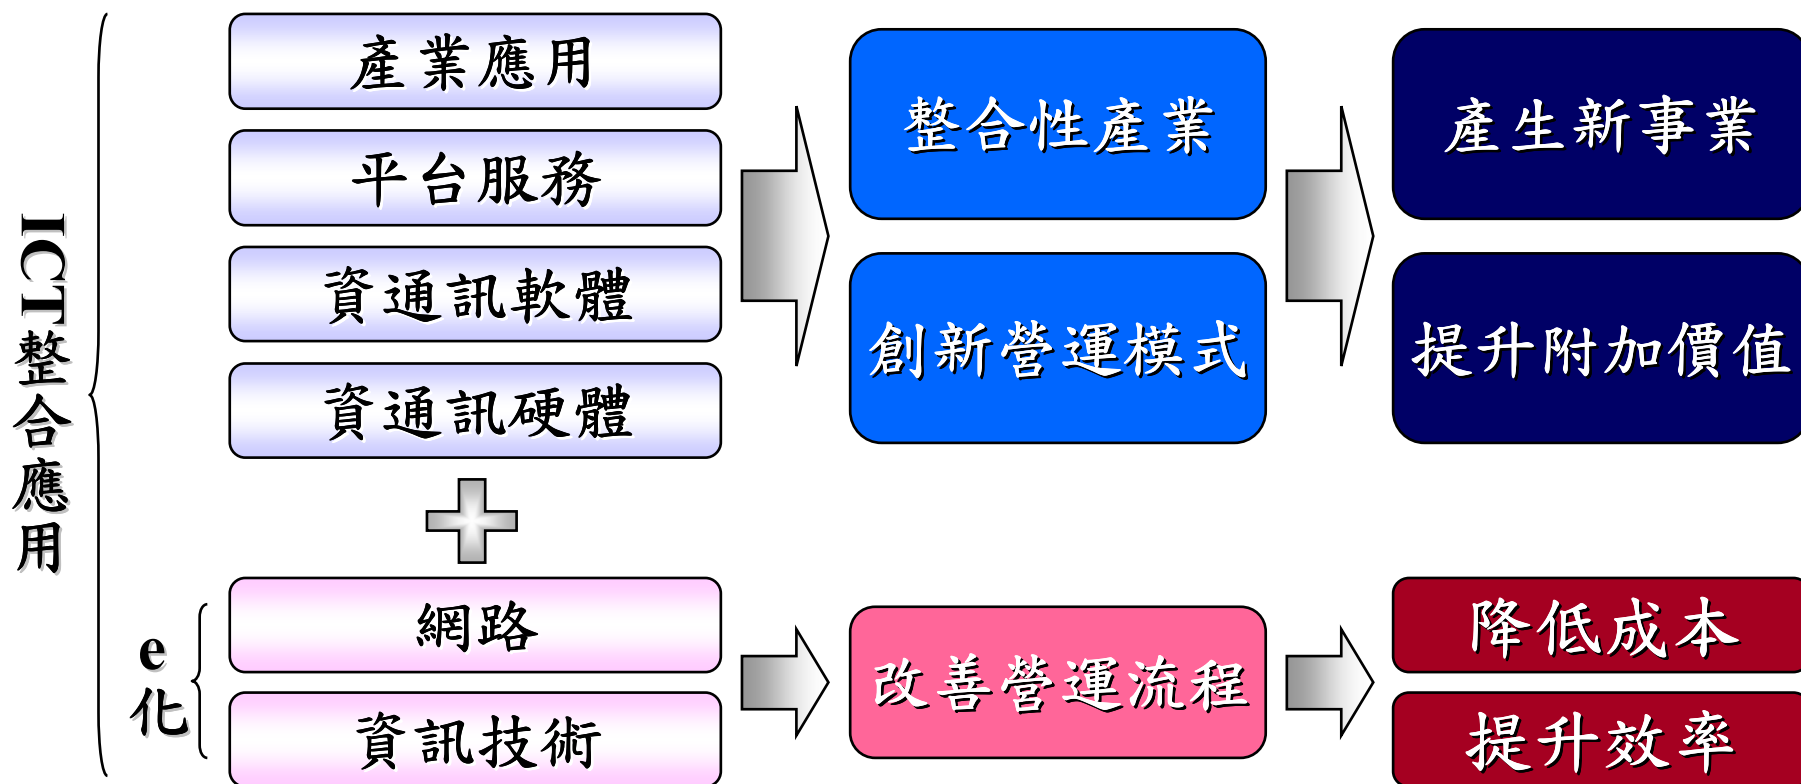 ICT整合應用
產業應用
平台服務
資通訊軟體
資通訊硬體
整合性產業
創新營運模式
產生新事業
提升附加價值
e化
網路
資訊技術
改善營運流程
降低成本
提升效率